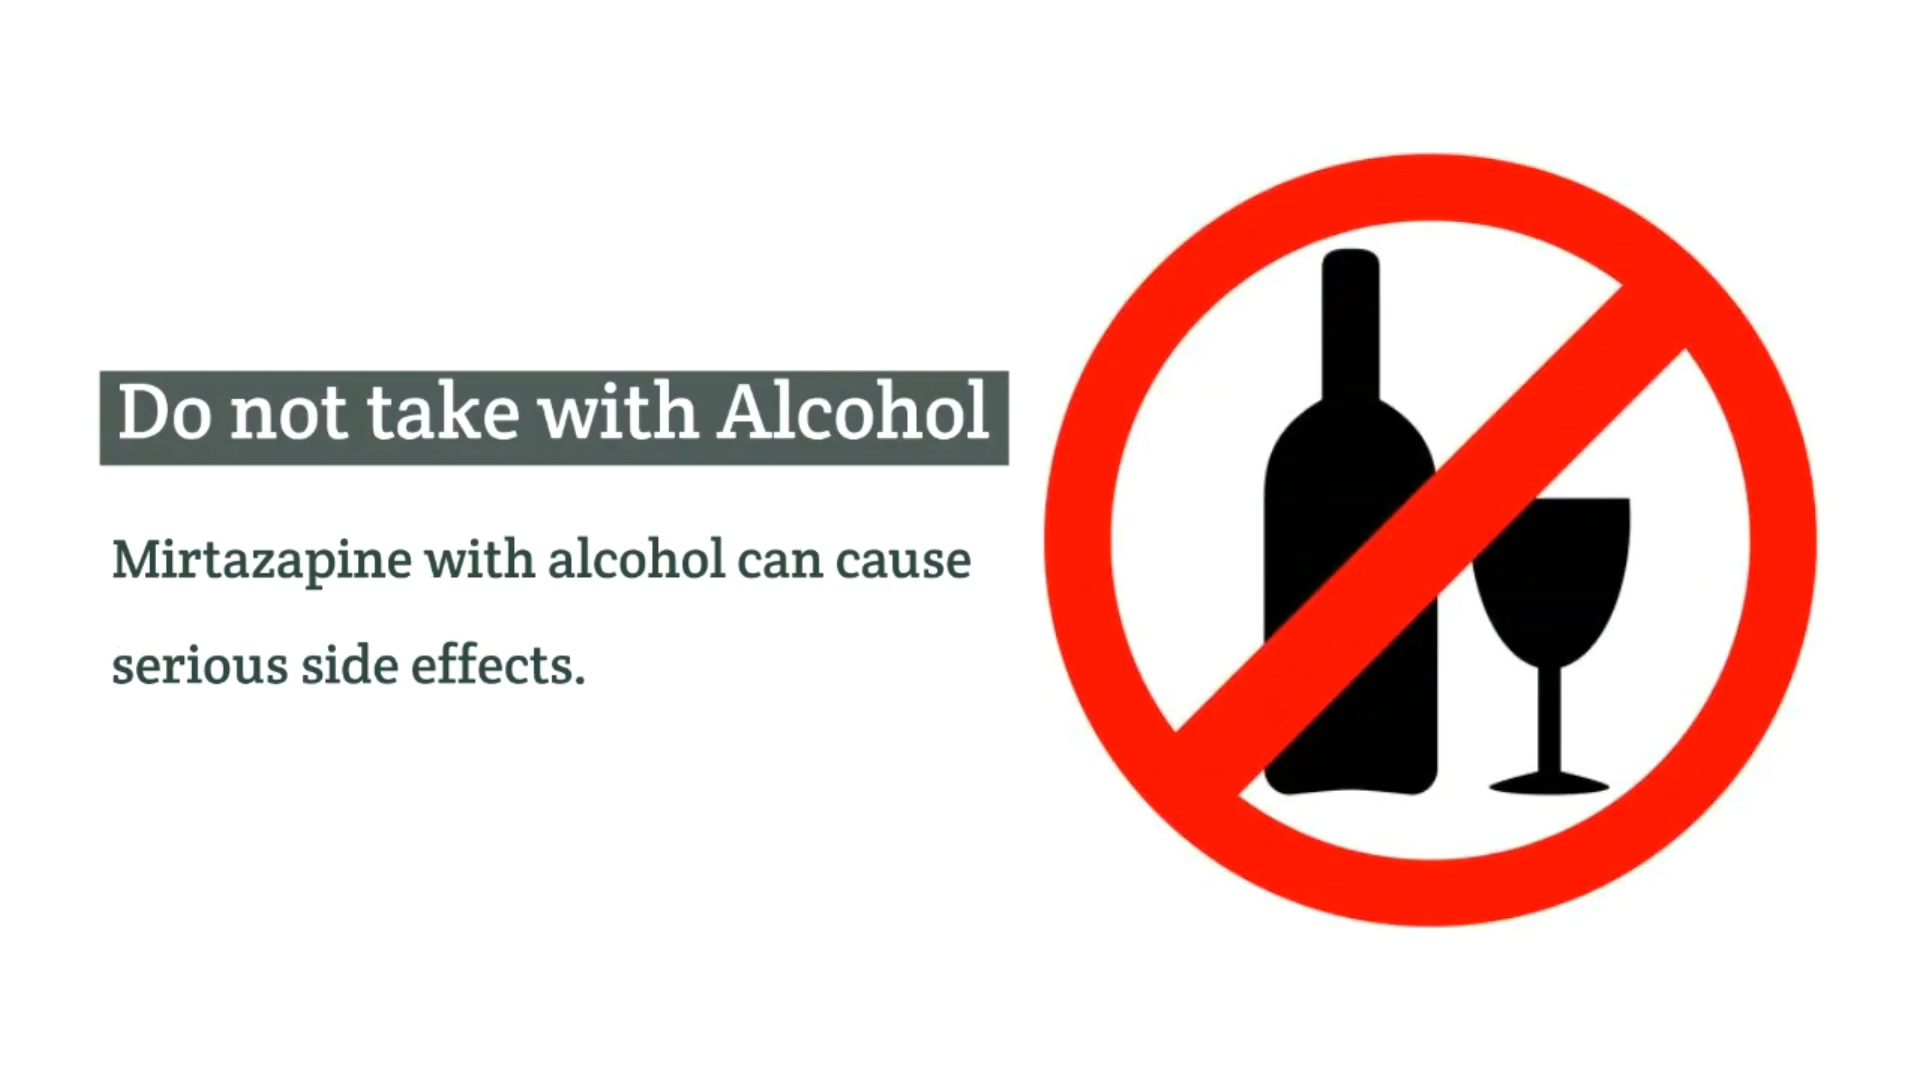 Do not take with Alcohol
Mirtazapine with alcohol can cause
serious side effects.